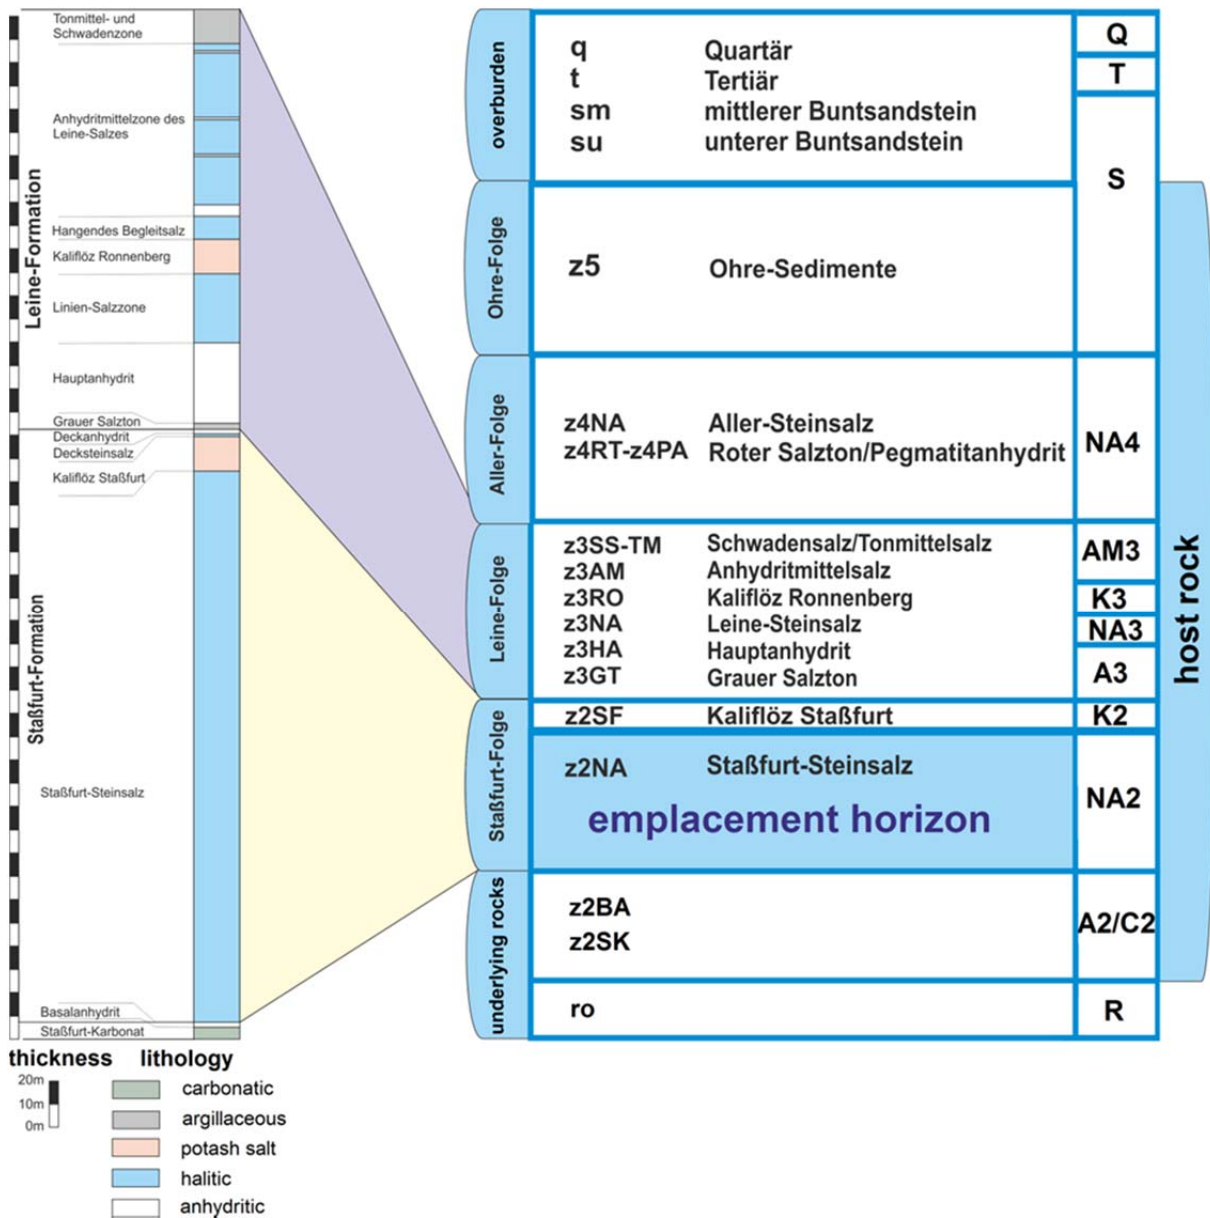 Tonmittel- und
Schwadenzone
Anhydritmittelzone des
Leine-Salzes
Hangendes Begleitsalz
Kaliflöz Ronnenberg
Linien-Salzzone
Hauptanhydrit
Grauer Salzton
Leine-Formation
Deckanhydrit
Decksteinsalz
Kaliflöz Staßfurt
Staßfurt-Steinsalz
Basalanhydrit
Staßfurt-Karbonat
Staßfurt-Formation
thickness
20m
10m
0m
lithology
carbonatic
argillaceous
potash salt
halitic
anhydritic
overburden
q Quartär
t Tertiär
sm mittlerer Buntsandstein
su unterer Buntsandstein
Q
T
S
Ohre-Folge
z5 Ohre-Sedimente
Aller-Folge
z4NA Aller-Steinsalz
z4RT-z4PA Roter Salzton/Pegmatitanhydrit
NA4
Leine-Folge
z3SS-TM Schwadensalz/Tonmittelsalz
z3AM Anhydritmittelsalz
z3RO Kaliflöz Ronnenberg
z3NA Leine-Steinsalz
z3HA Hauptanhydrit
z3GT Grauer Salzton
AM3
K3
NA3
A3
Staßfurt-Folge
z2SF Kaliflöz Staßfurt
K2
z2NA Staßfurt-Steinsalz
emplacement horizon
NA2
underlying rocks
z2BA
z2SK
A2/C2
ro
R
host rock